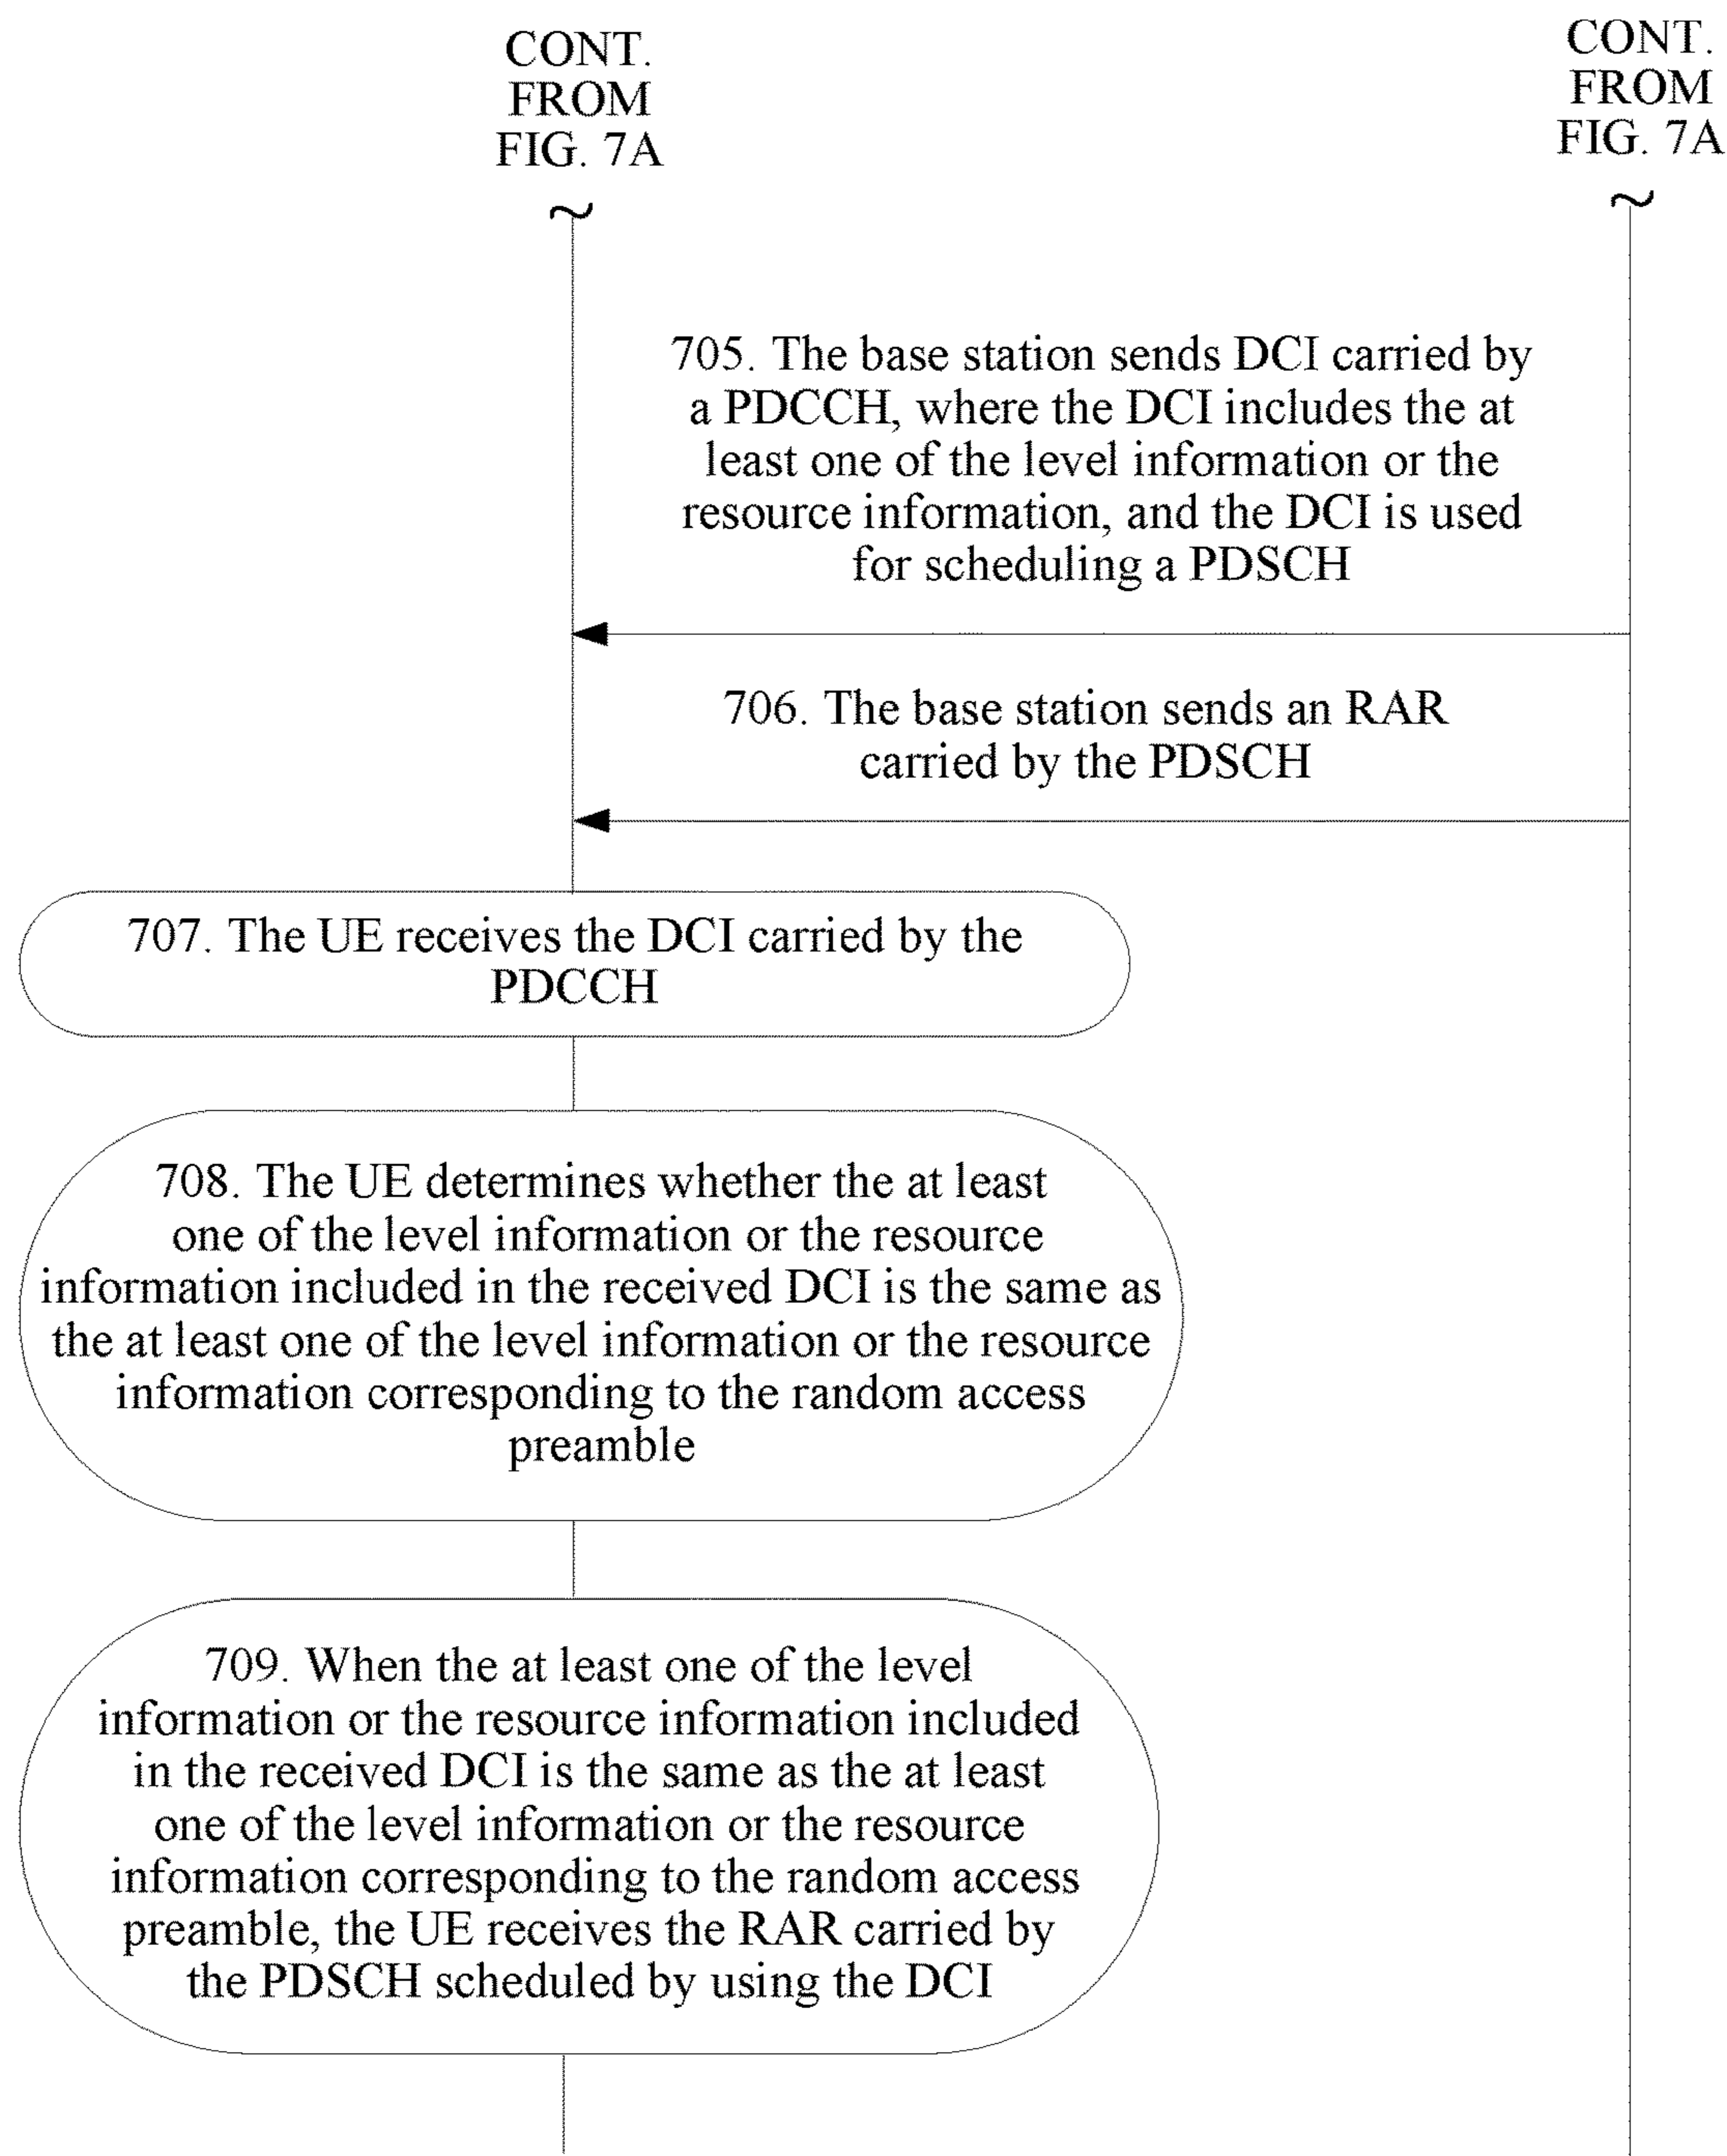 CONT.
FROM
FIG. 7A
CONT.
FROM
FIG. 7A
705. The base station sends DCI carried by
a PDCCH, where the DCI includes the at
least one of the level information or the
resource information, and the DCI is used
for scheduling a PDSCH
706. The base station sends an RAR
carried by the PDSCH
707. The UE receives the DCI carried by the
PDCCH
708. The UE determines whether the at least
one of the level information or the resource
information included in the received DCI is the same as
the at least one of the level information or the resource
information corresponding to the random access
preamble
709. When the at least one of the level
information or the resource information included
in the received DCI is the same as the at least
one of the level information or the resource
information corresponding to the random access
preamble, the UE receives the RAR carried by
the PDSCH scheduled by using the DCI